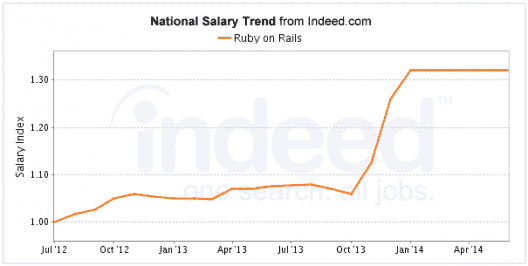 National Salary Trend from Indeed.com
Ruby on Rails
Salary Index
1.30
1.20
1.10
1.00
indeed™
one search. all jobs.
Jul '12 Oct '12 Jan '13 Apr '13 Jul '13 Oct '13 Jan '14 Apr '14